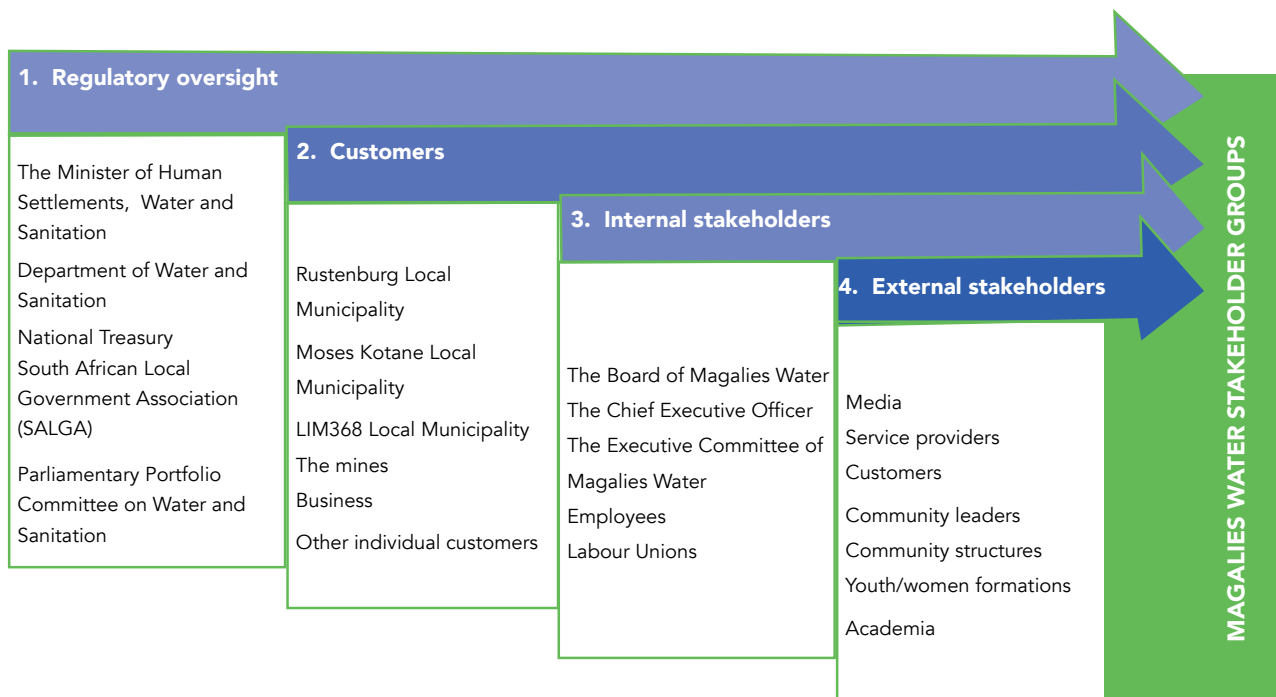 1. Regulatory oversight
The Minister of Human
Settlements, Water and
Sanitation
Department of Water and
Sanitation
National Treasury
South African Local
Government Association
(SALGA)
Parliamentary Portfolio
Committee on Water and
Sanitation
2. Customers
Rustenburg Local
Municipality
Moses Kotane Local
Municipality
LIM368 Local Municipality
The mines
Business
Other individual customers
3. Internal stakeholders
The Board of Magalies Water
The Chief Executive Officer
The Executive Committee of
Magalies Water
Employees
Labour Unions
4. External stakeholders
Media
Service providers
Customers
Community leaders
Community structures
Youth/women formations
Academia
MAGALIES WATER STAKEHOLDER GROUPS